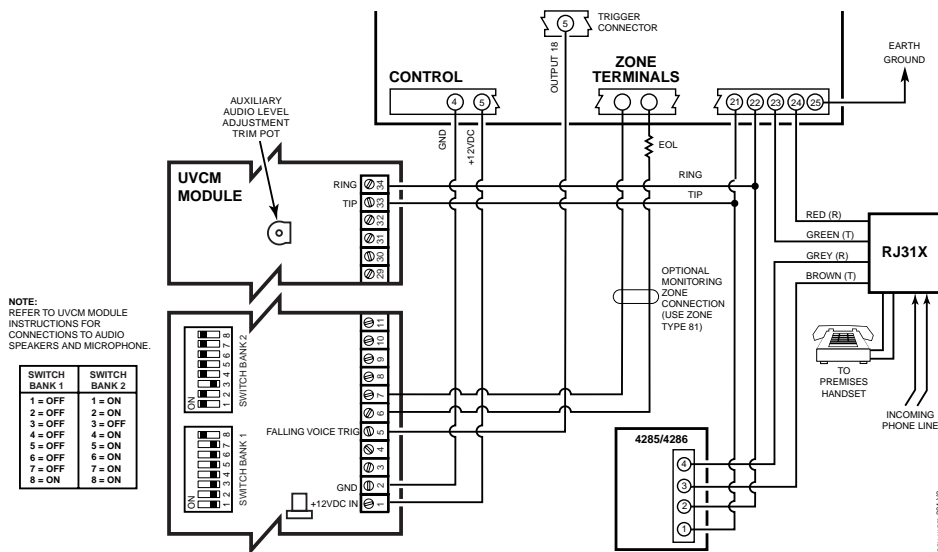 5
TRIGGER
CONNECTOR
OUTPUT 18
EARTH
GROUND
CONTROL
ZONE
TERMINALS
4 5
21 22 23 24 25
AUXILIARY
AUDIO LEVEL
ADJUSTMENT
TRIM POT
GND
+12VDC
EOL
UVCM
MODULE
RING
TIP
34
33
32
31
30
29
RING
TIP
RED (R)
GREEN (T)
GREY (R)
BROWN (T)
RJ31X
OPTIONAL
MONITORING
ZONE
CONNECTION
(USE ZONE
TYPE 81)
NOTE:
REFER TO UVCM MODULE
INSTRUCTIONS FOR
CONNECTIONS TO AUDIO
SPEAKERS AND MICROPHONE.
SWITCH BANK 1 SWITCH BANK 2
1 = OFF 1 = ON
2 = OFF 2 = ON
3 = OFF 3 = OFF
4 = OFF 4 = ON
5 = OFF 5 = ON
6 = OFF 6 = ON
7 = OFF 7 = ON
8 = ON 8 = ON
ON
1 2 3 4 5 6 7 8
SWITCH BANK 2
ON
1 2 3 4 5 6 7 8
SWITCH BANK 1
11
10
9
8
7
6
5
4
3
2
1
FALLING VOICE TRIG
GND
+12VDC IN
TO
PREMISES
HANDSET
INCOMING
PHONE LINE
4285/4286
4
3
2
1